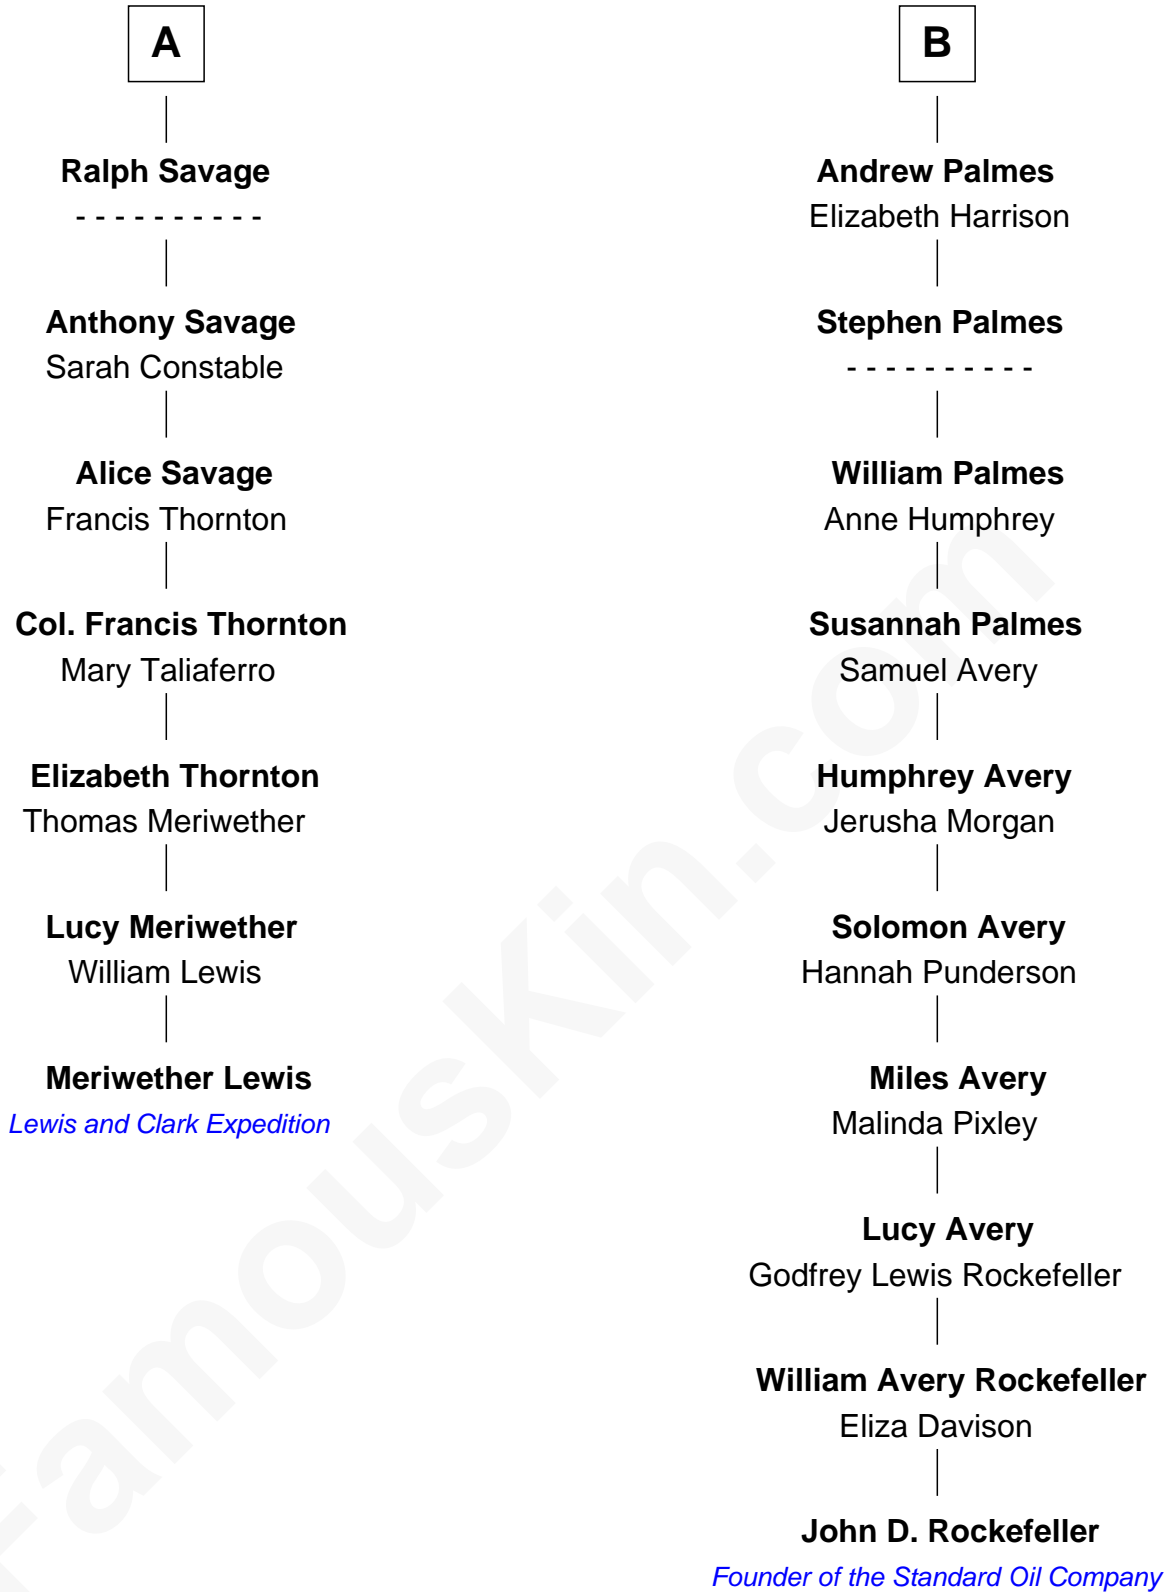 A
Ralph Savage
- - - - - - - - - -
Anthony Savage
Sarah Constable
Alice Savage
Francis Thornton
Col. Francis Thornton
Mary Taliaferro
Elizabeth Thornton
Thomas Meriwether
Lucy Meriwether
William Lewis
Meriwether Lewis
Lewis and Clark Expedition
B
Andrew Palmes
Elizabeth Harrison
Stephen Palmes
- - - - - - - - - -
William Palmes
Anne Humphrey
Susannah Palmes
Samuel Avery
Humphrey Avery
Jerusha Morgan
Solomon Avery
Hannah Punderson
Miles Avery
Malinda Pixley
Lucy Avery
Godfrey Lewis Rockefeller
William Avery Rockefeller
Eliza Davison
John D. Rockefeller
Founder of the Standard Oil Company
FamousKin.com